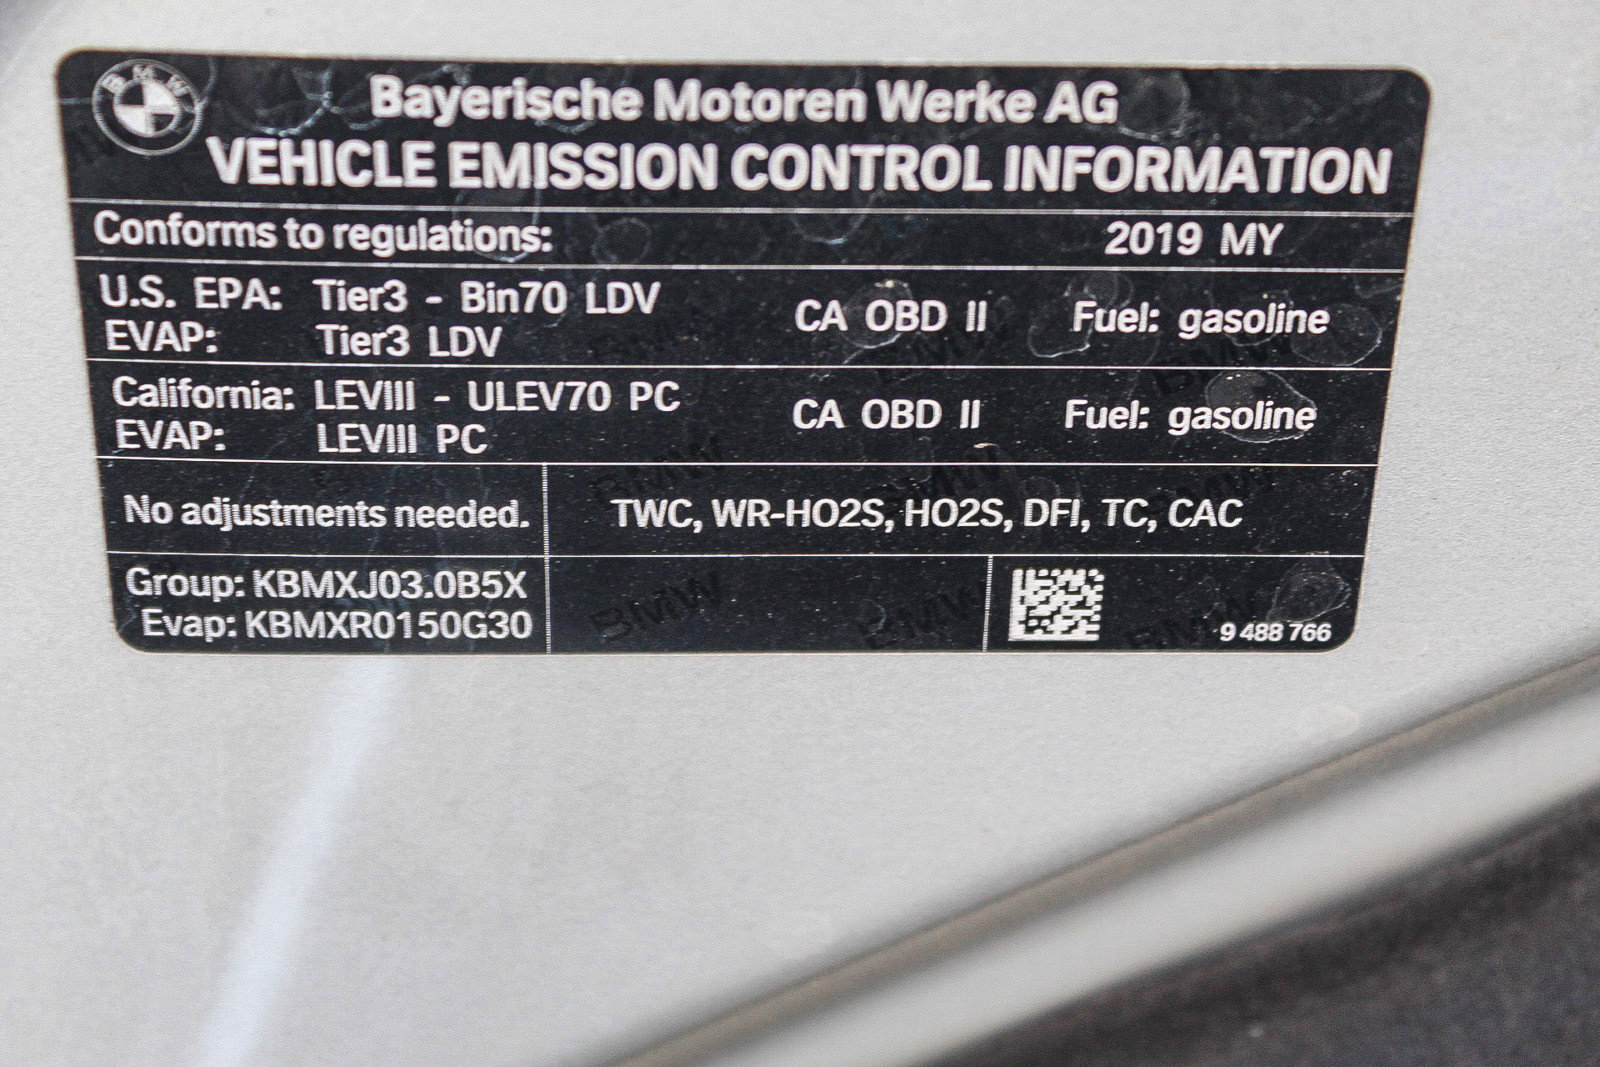 BMW
Bayerische Motoren Werke AG
VEHICLE EMISSION CONTROL INFORMATION
Conforms to regulations: 2019 MY
U.S. EPA: Tier3 - Bin70 LDV CA OBD II Fuel: gasoline
EVAP: Tier3 LDV
California: LEVIII - ULEV70 PC CA OBD II Fuel: gasoline
EVAP: LEVIII PC
No adjustments needed. TWC, WR-HO2S, HO2S, DFI, TC, CAC
Group: KBMXJ03.0B5X
Evap: KBMXR0150G30
9 488 766